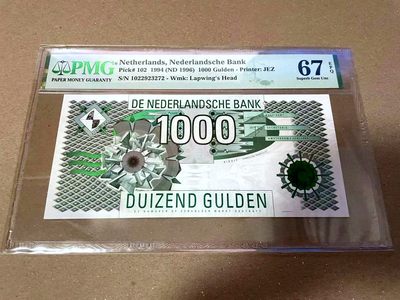 PMG
PAPER MONEY GUARANTY
Netherlands, Nederlandsche Bank
Pick# 102 1994 (ND 1996) 1000 Gulden - Printer: JEZ
S/N 1022923272 - Wmk: Lapwing's Head
67 EPQ
Superb Gem Unc
DE NEDERLANDSCHE BANK
1000
DUIZEND GULDEN